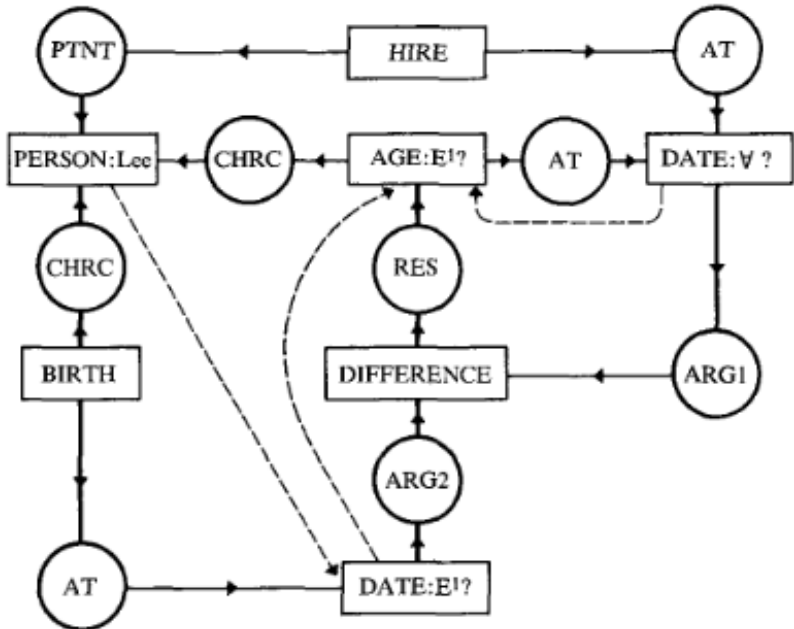 PTNT
HIRE
AT
PERSON:Lee
CHRC
AGE:E¹?
AT
DATE:∀ ?
CHRC
RES
BIRTH
DIFFERENCE
ARG1
ARG2
AT
DATE:E¹?